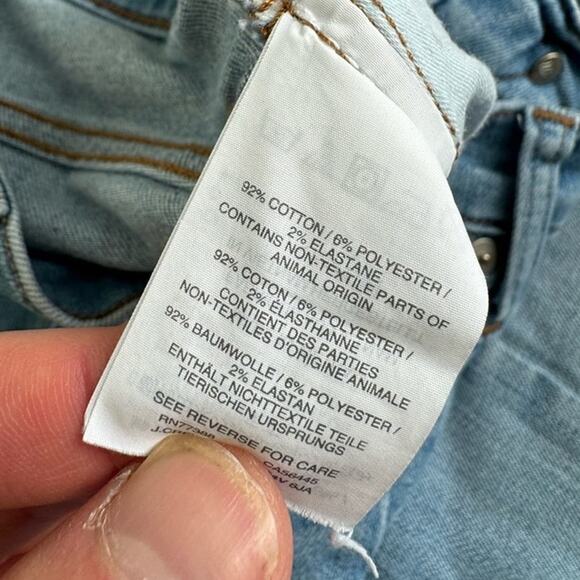 92% COTTON / 6% POLYESTER /
2% ELASTANE
CONTAINS NON-TEXTILE PARTS OF
ANIMAL ORIGIN
92% COTON / 6% POLYESTER /
2% ÉLASTHANNE
CONTIENT DES PARTIES
NON-TEXTILES D'ORIGINE ANIMALE
92% BAUMWOLLE / 6% POLYESTER /
2% ELASTAN
ENTHÄLT NICHTTEXTILE TEILE
TIERISCHEN URSPRUNGS
SEE REVERSE FOR CARE
RN77388 CA56445